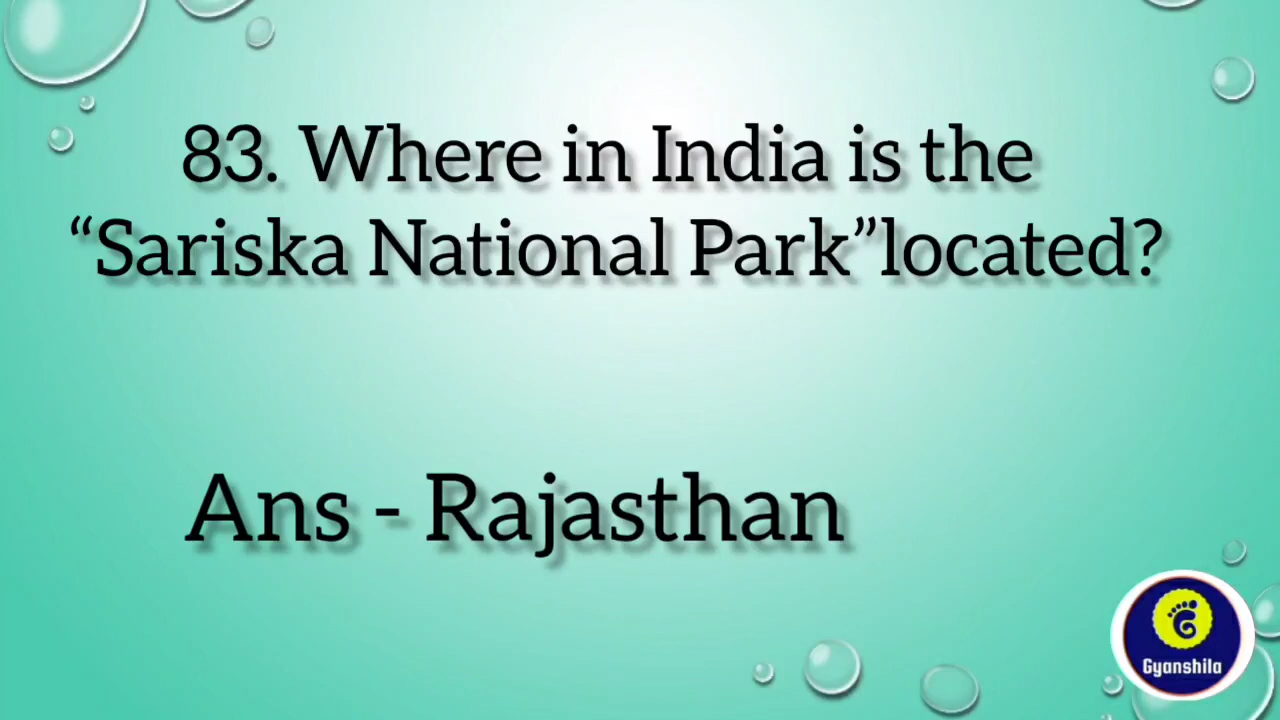 83. Where in India is the
“Sariska National Park”located?
Ans - Rajasthan
Gyanshila